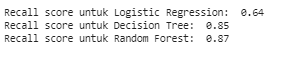 Recall score untuk Logistic Regression:  0.64
Recall score untuk Decision Tree:  0.85
Recall score untuk Random Forest:  0.87